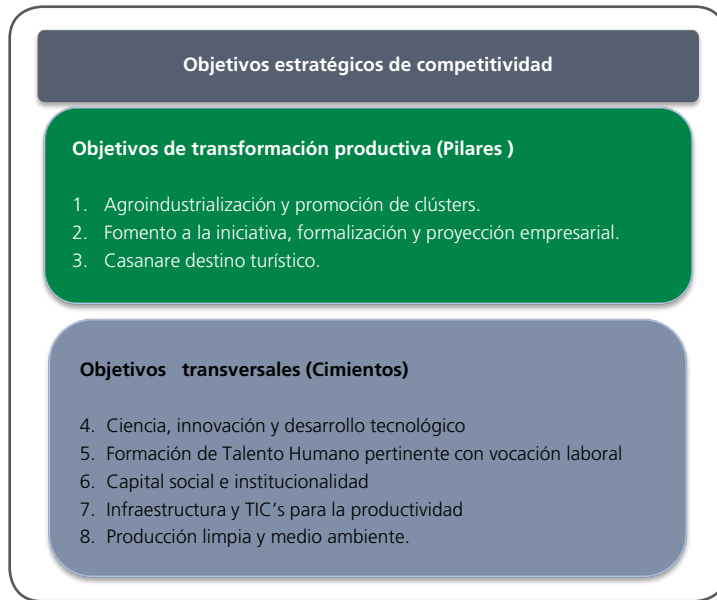 Objetivos estratégicos de competitividad
Objetivos de transformación productiva (Pilares )
1. Agroindustrialización y promoción de clústers.
2. Fomento a la iniciativa, formalización y proyección empresarial.
3. Casanare destino turístico.
Objetivos transversales (Cimientos)
4. Ciencia, innovación y desarrollo tecnológico
5. Formación de Talento Humano pertinente con vocación laboral
6. Capital social e institucionalidad
7. Infraestructura y TIC’s para la productividad
8. Producción limpia y medio ambiente.